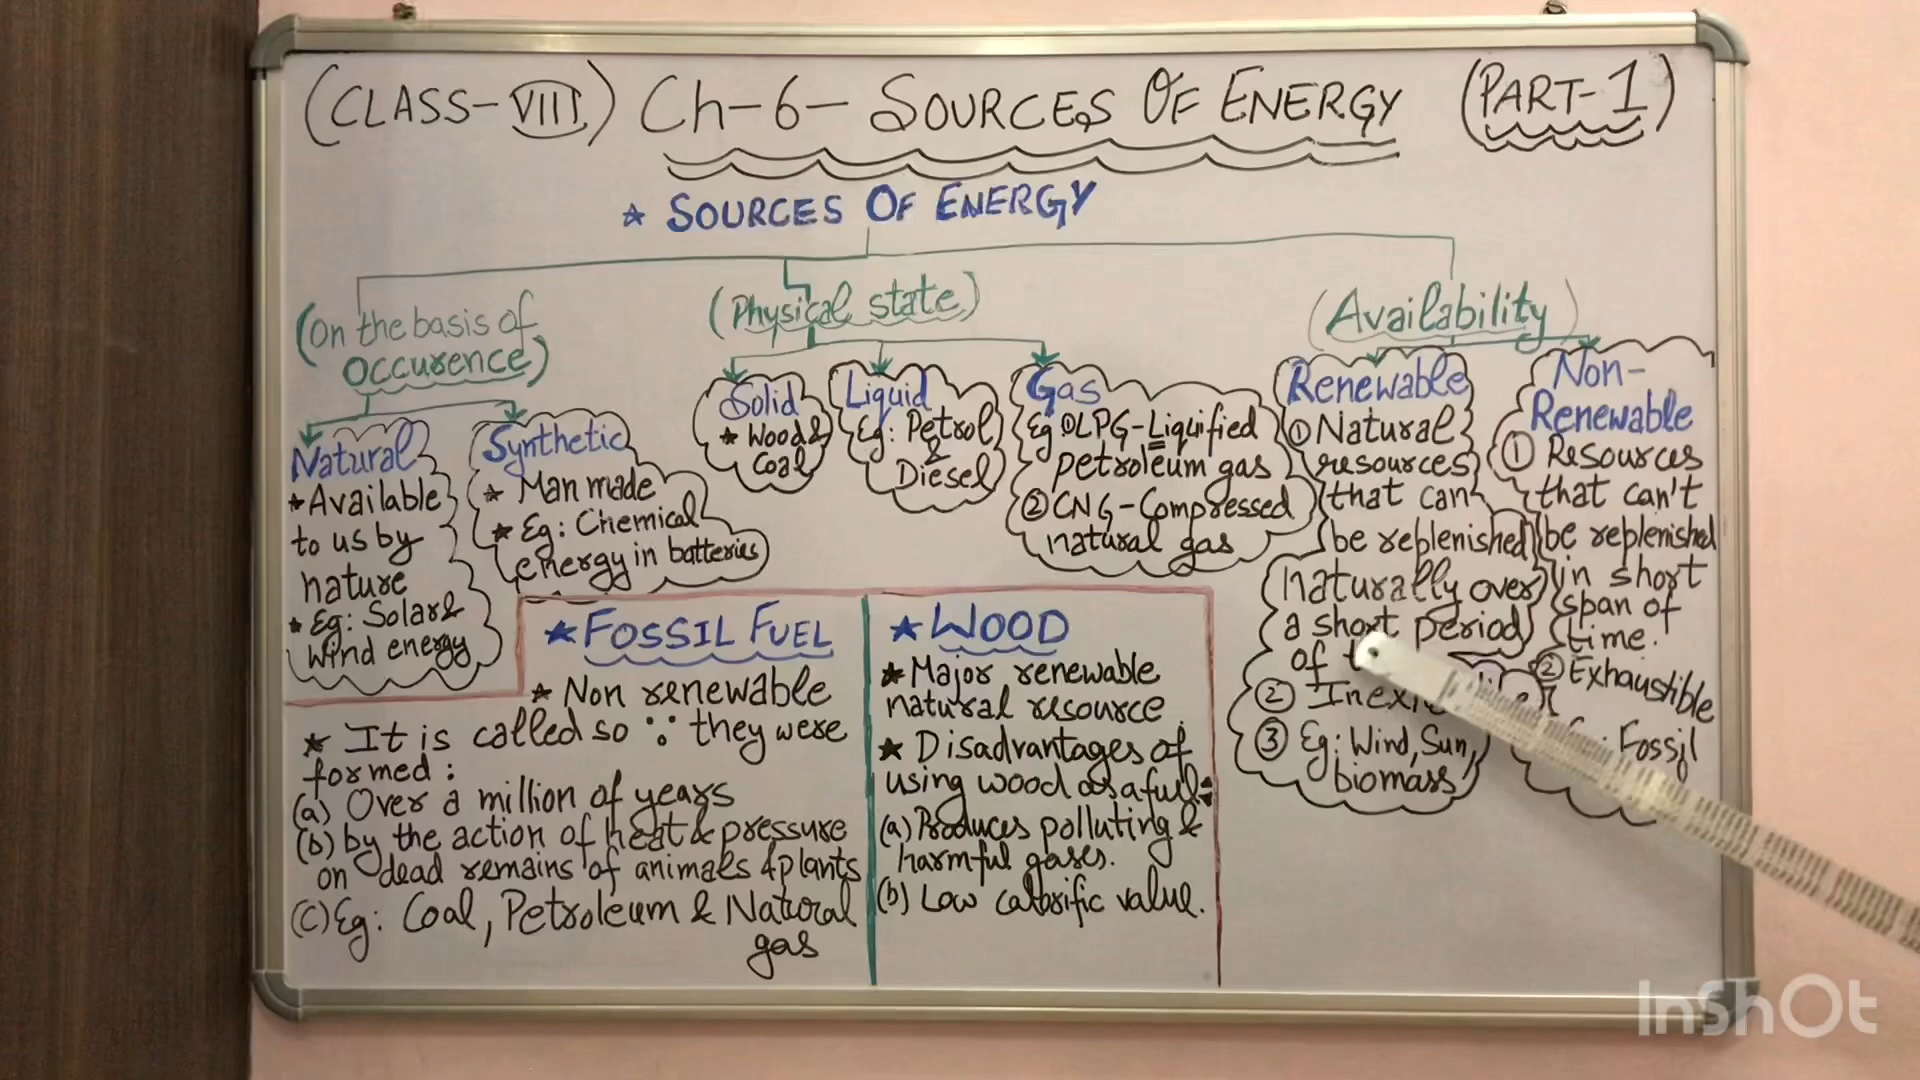 (CLASS-VIII) Ch-6- SOURCES OF ENERGY (PART-1)
* SOURCES OF ENERGY
(On the basis of
Occurence)
Natural
* Available
to us by
nature
* Eg: Solar &
wind energy
Synthetic
* Man made
* Eg: Chemical
energy in batteries
(Physical state)
Solid
* Wood &
Coal
Liquid
Eg: Petrol
&
Diesel
Gas
Eg ① LPG-Liquified
petroleum gas
② CNG-Compressed
natural gas
(Availability)
Renewable
① Natural
resources
that can
be replenished
naturally over
a short period
of
②
③ Eg: Wind, Sun,
biomass
Non-
Renewable
① Resources
that can't
be replenished
in short
span of
time.
② Exhaustible
Fossil
* FOSSIL FUEL
* Non renewable
* It is called so ∵ they were
formed:
(a) Over a million of years
(b) by the action of heat & pressure
on dead remains of animals & plants
(c) Eg: Coal, Petroleum & Natural
gas
* WOOD
* Major renewable
natural resource.
* Disadvantages of
using wood as a fuel:
(a) Produces polluting &
harmful gases.
(b) Low calorific value.
InShOt